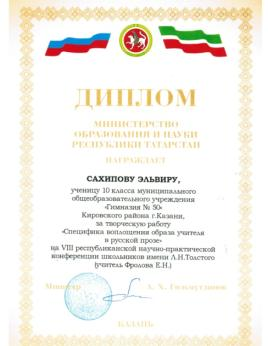 ДИПЛОМ
МИНИСТЕРСТВО
ОБРАЗОВАНИЯ И НАУКИ
РЕСПУБЛИКИ ТАТАРСТАН
НАГРАЖДАЕТ
САХИПОВУ ЭЛЬВИРУ,
ученицу 10 класса муниципального
общеобразовательного учреждения
«Гимназия № 50»
Кировского района г.Казани,
за творческую работу
«Специфика воплощения образа учителя
в русской прозе»
на VIII республиканской научно-практической
конференции школьников имени Л.Н.Толстого
(учитель Фролова Е.Н.)
Министр А. Х. Гильмутдинов
КАЗАНЬ